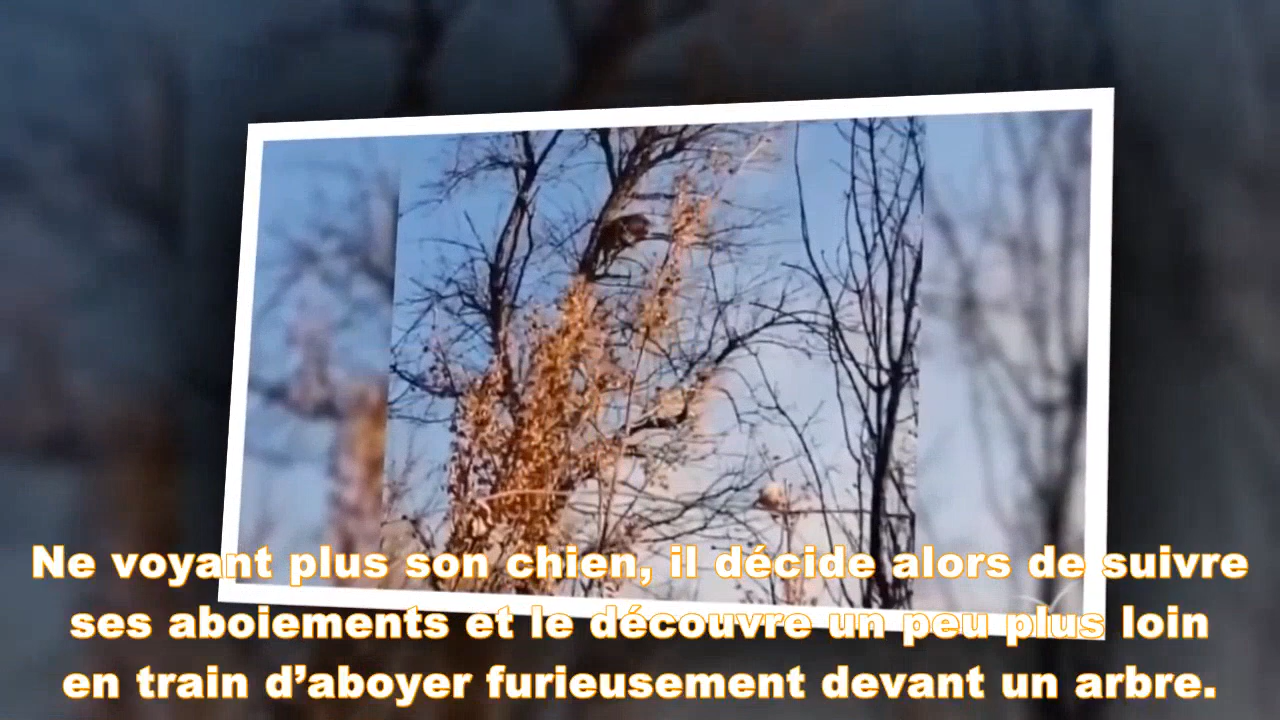 Ne voyant plus son chien, il décide alors de suivre
ses aboiements et le découvre un peu plus loin
en train d’aboyer furieusement devant un arbre.